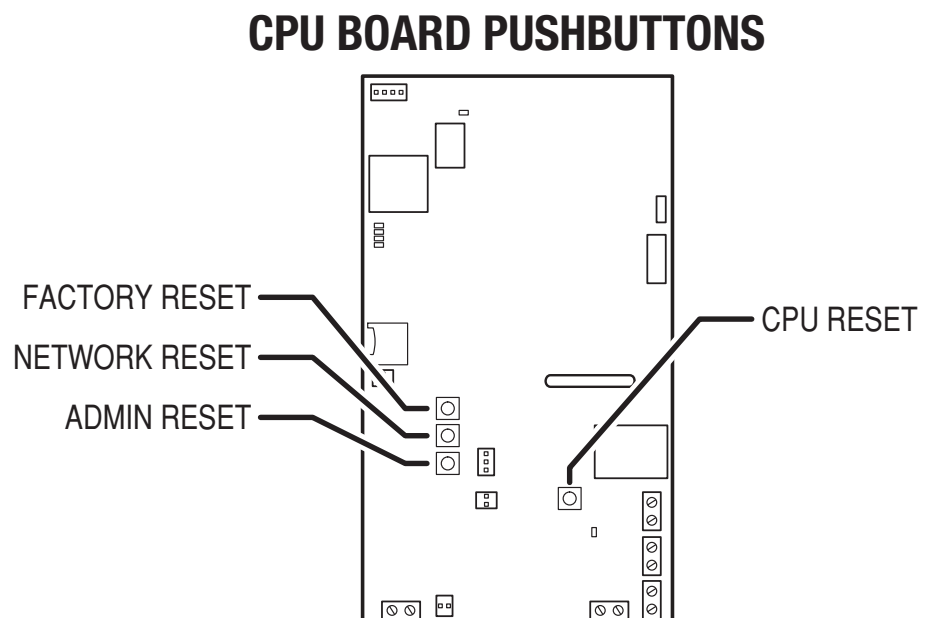 CPU BOARD PUSHBUTTONS
FACTORY RESET
NETWORK RESET
ADMIN RESET
CPU RESET